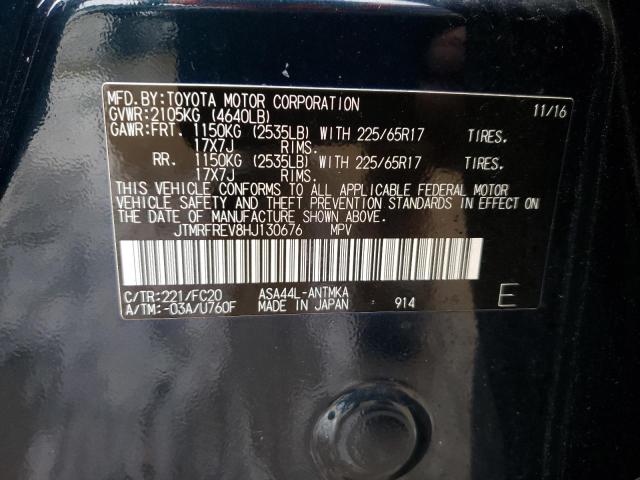 MFD. BY: TOYOTA MOTOR CORPORATION 11/16
GVWR: 2105KG (4640LB)
GAWR: FRT. 1150KG (2535LB) WITH 225/65R17 TIRES.
17X7J RIMS.
RR. 1150KG (2535LB) WITH 225/65R17 TIRES.
17X7J RIMS.
THIS VEHICLE CONFORMS TO ALL APPLICABLE FEDERAL MOTOR
VEHICLE SAFETY AND THEFT PREVENTION STANDARDS IN EFFECT ON
THE DATE OF MANUFACTURE SHOWN ABOVE.
JTMRFREV8HJ130676 MPV
C/TR: 221/FC20 ASA44L-ANTMKA
A/TM: -03A/U760F MADE IN JAPAN 914 E